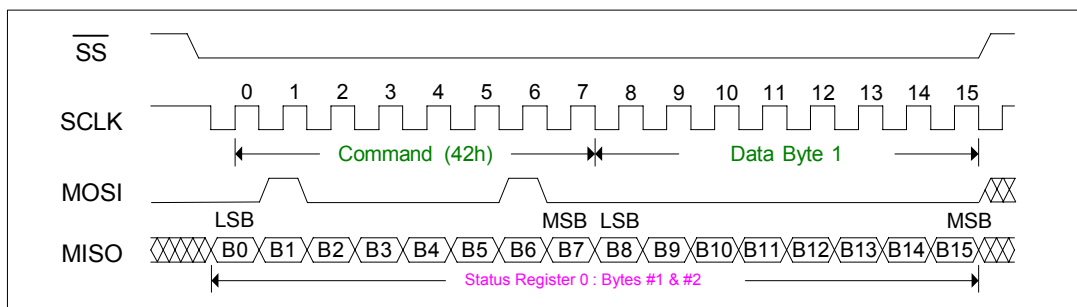 SS
0 1 2 3 4 5 6 7 8 9 10 11 12 13 14 15
SCLK
Command (42h) Data Byte 1
MOSI
LSB MSB LSB MSB
MISO B0 B1 B2 B3 B4 B5 B6 B7 B8 B9 B10 B11 B12 B13 B14 B15
Status Register 0 : Bytes #1 & #2